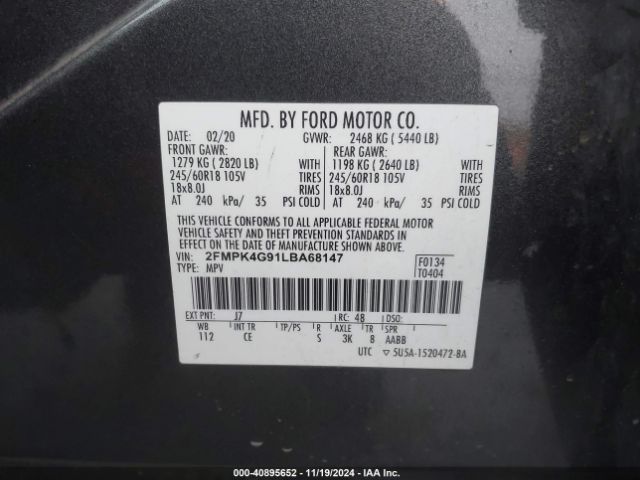 MFD. BY FORD MOTOR CO.
DATE: 02/20 GVWR: 2468 KG ( 5440 LB)
FRONT GAWR: REAR GAWR:
1279 KG ( 2820 LB) WITH 1198 KG ( 2640 LB) WITH
245/60R18 105V TIRES 245/60R18 105V TIRES
18x8.0J RIMS 18x8.0J RIMS
AT 240 kPa/ 35 PSI COLD AT 240 kPa/ 35 PSI COLD
THIS VEHICLE CONFORMS TO ALL APPLICABLE FEDERAL MOTOR
VEHICLE SAFETY AND THEFT PREVENTION STANDARDS IN
EFFECT ON THE DATE OF MANUFACTURE SHOWN ABOVE.
VIN: 2FMPK4G91LBA68147 F0134
TYPE: MPV T0404
EXT PNT: J7 RC: 48 DSO:
WB INT TR TP/PS R AXLE TR SPR
112 CE S 3K 8 AABB
UTC ▽ 5U5A-1520472-BA
000-40895652 - 11/19/2024 - IAA Inc.